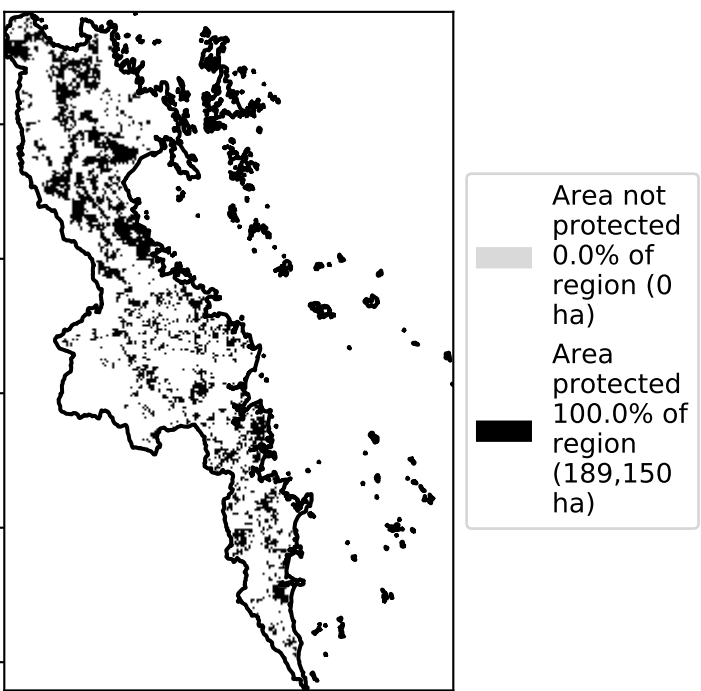 Area not
protected
0.0% of
region (0
ha)
Area
protected
100.0% of
region
(189,150
ha)